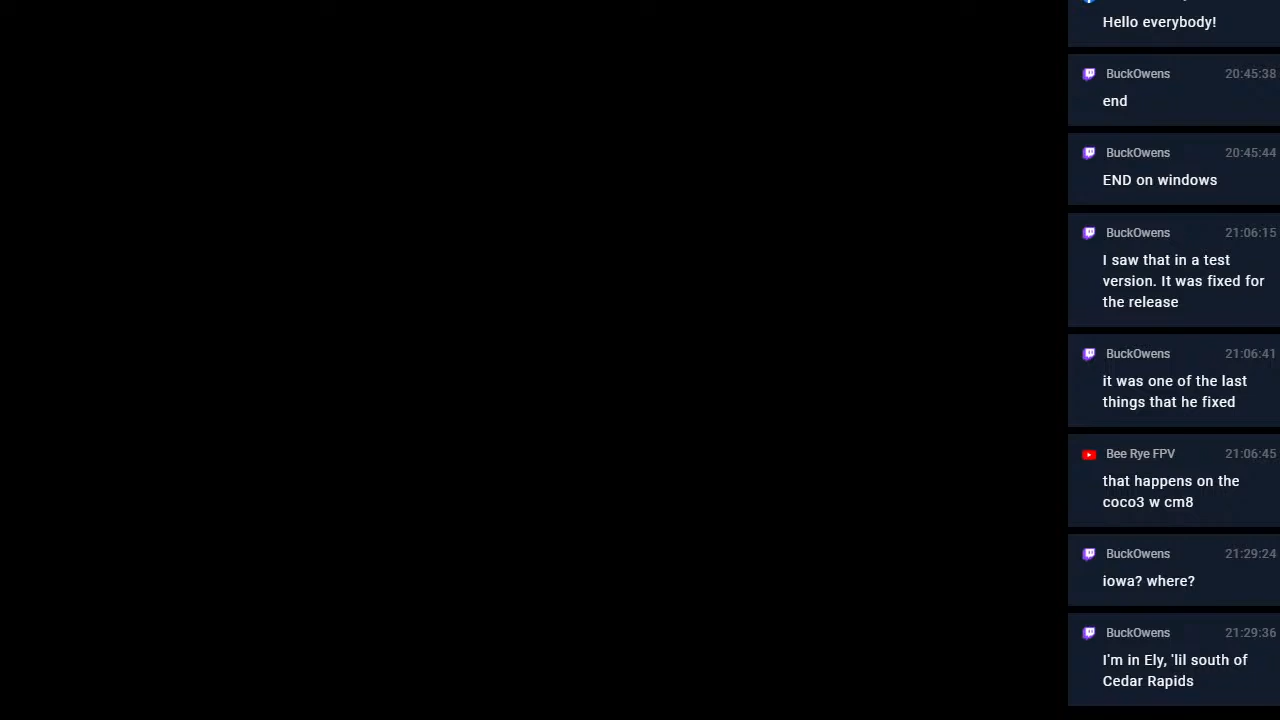 Hello everybody!
BuckOwens 20:45:38
end
BuckOwens 20:45:44
END on windows
BuckOwens 21:06:15
I saw that in a test
version. It was fixed for
the release
BuckOwens 21:06:41
it was one of the last
things that he fixed
Bee Rye FPV 21:06:45
that happens on the
coco3 w cm8
BuckOwens 21:29:24
iowa? where?
BuckOwens 21:29:36
I'm in Ely, 'lil south of
Cedar Rapids